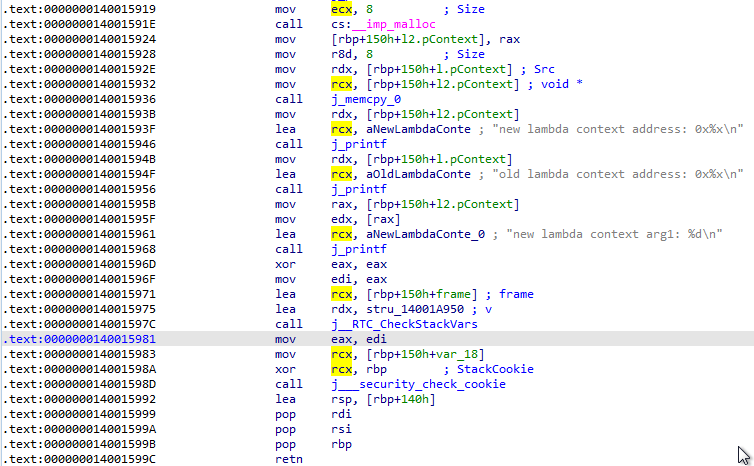 .text:0000000140015919 mov ecx, 8 ; Size
.text:000000014001591E call cs:__imp_malloc
.text:0000000140015924 mov [rbp+150h+l2.pContext], rax
.text:0000000140015928 mov r8d, 8 ; Size
.text:000000014001592E mov rdx, [rbp+150h+l.pContext] ; Src
.text:0000000140015932 mov rcx, [rbp+150h+l2.pContext] ; void *
.text:0000000140015936 call j_memcpy_0
.text:000000014001593B mov rdx, [rbp+150h+l2.pContext]
.text:000000014001593F lea rcx, aNewLambdaConte ; "new lambda context address: 0x%x\n"
.text:0000000140015946 call j_printf
.text:000000014001594B mov rdx, [rbp+150h+l.pContext]
.text:000000014001594F lea rcx, aOldLambdaConte ; "old lambda context address: 0x%x\n"
.text:0000000140015956 call j_printf
.text:000000014001595B mov rax, [rbp+150h+l2.pContext]
.text:000000014001595F mov edx, [rax]
.text:0000000140015961 lea rcx, aNewLambdaConte_0 ; "new lambda context arg1: %d\n"
.text:0000000140015968 call j_printf
.text:000000014001596D xor eax, eax
.text:000000014001596F mov edi, eax
.text:0000000140015971 lea rcx, [rbp+150h+frame] ; frame
.text:0000000140015975 lea rdx, stru_14001A950 ; v
.text:000000014001597C call j__RTC_CheckStackVars
.text:0000000140015981 mov eax, edi
.text:0000000140015983 mov rcx, [rbp+150h+var_18]
.text:000000014001598A xor rcx, rbp ; StackCookie
.text:000000014001598D call j___security_check_cookie
.text:0000000140015992 lea rsp, [rbp+140h]
.text:0000000140015999 pop rdi
.text:000000014001599A pop rsi
.text:000000014001599B pop rbp
.text:000000014001599C retn